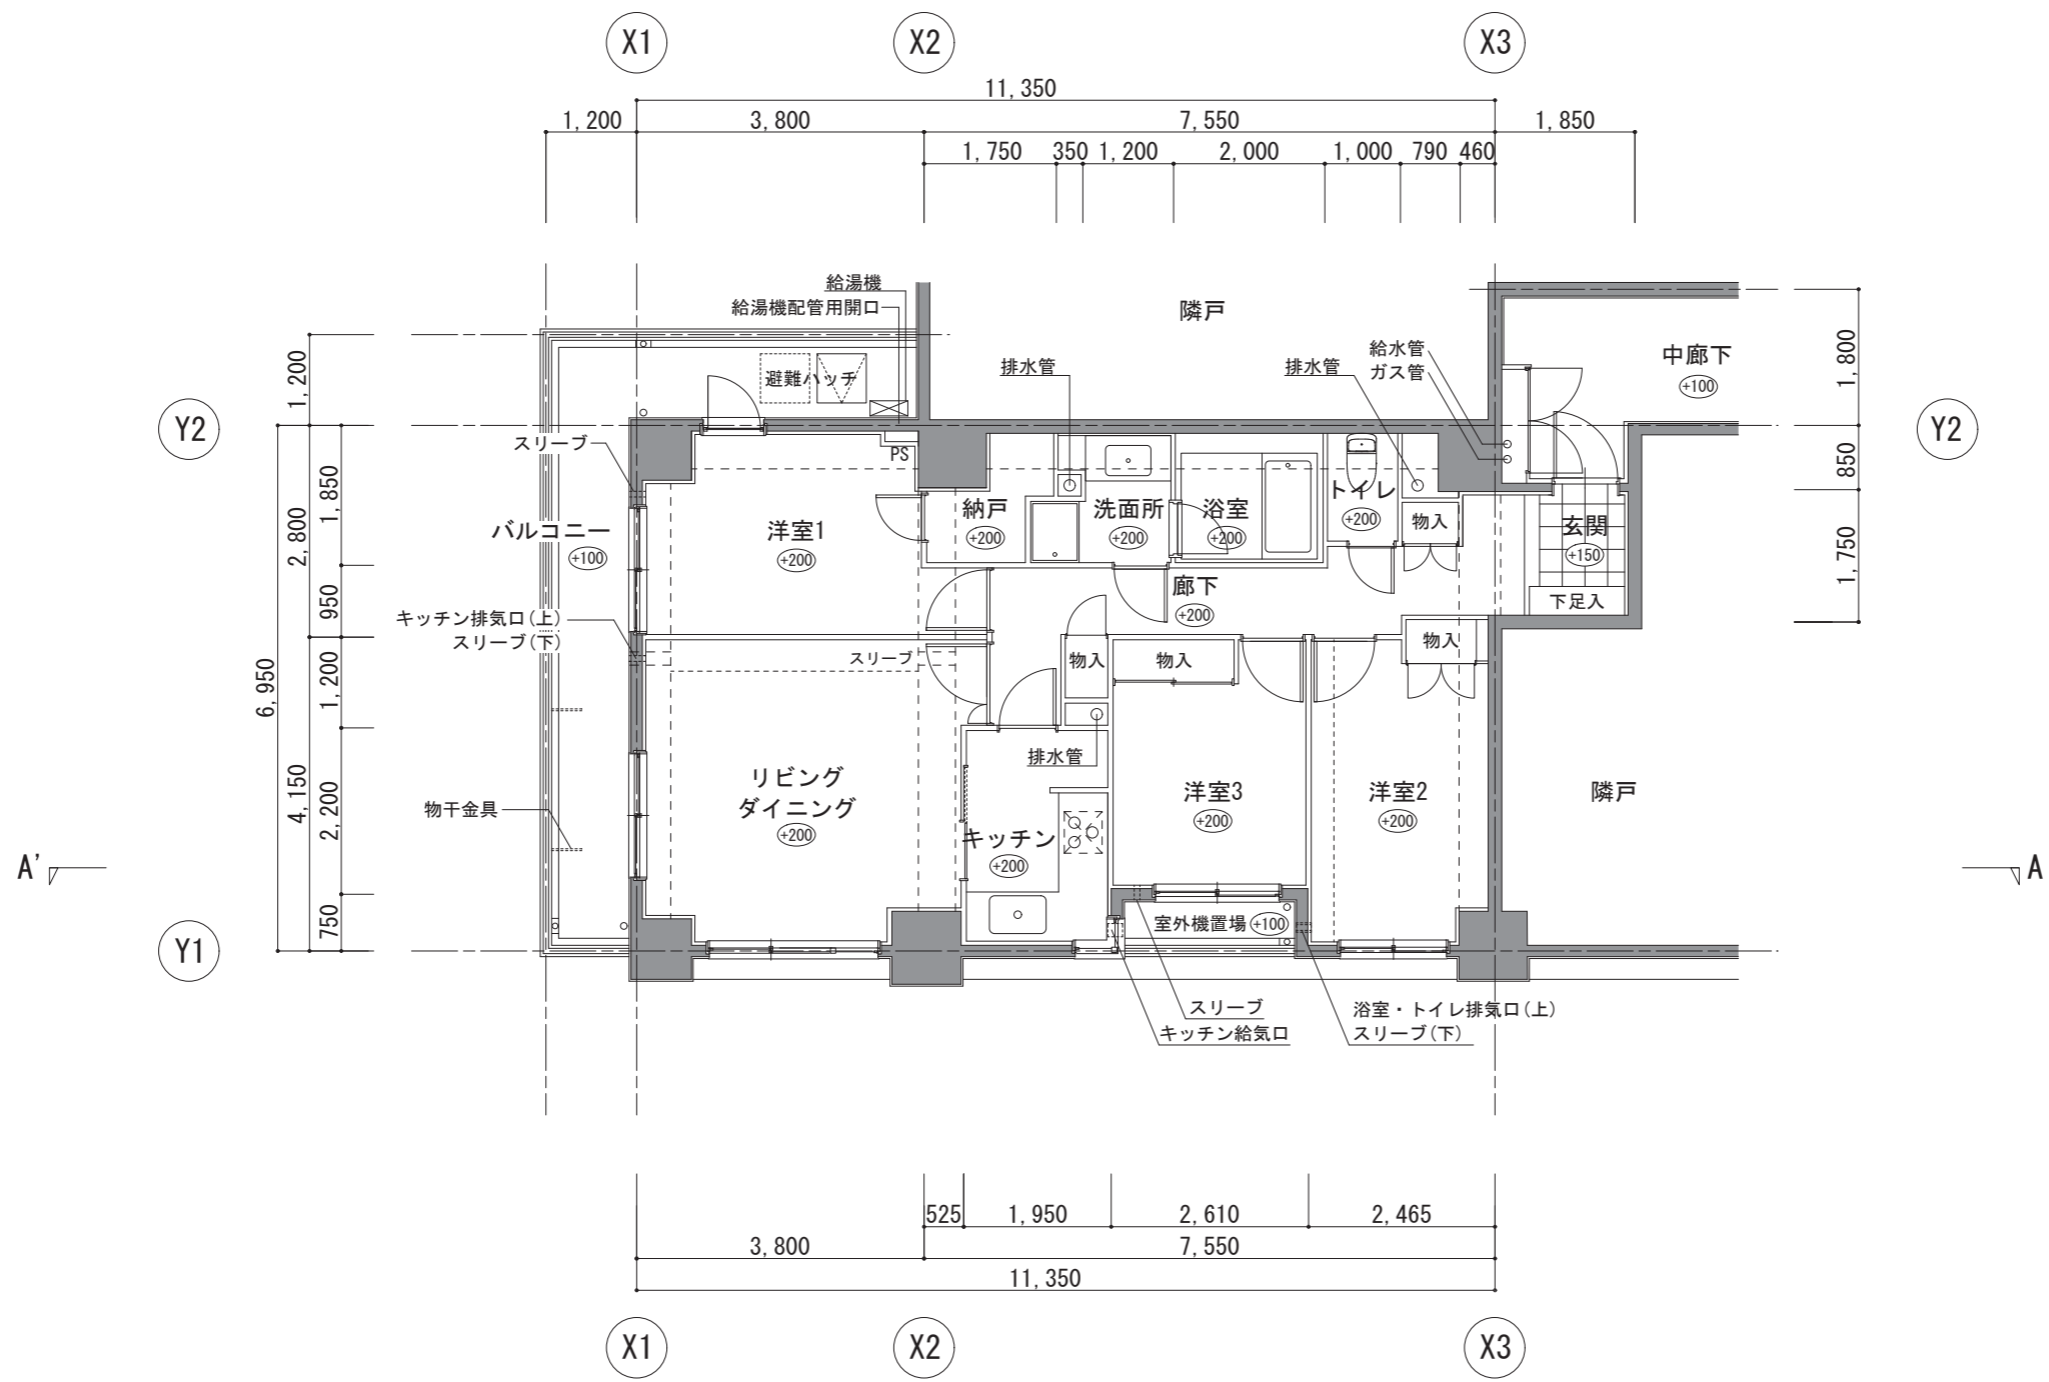 X1
X2
X3
11,350
1,200
3,800
7,550
1,850
1,750
350
1,200
2,000
1,000
790
460
給湯機
給湯機配管用開口
隣戸
給水管
ガス管
排水管
排水管
中廊下
+100
1,800
1,200
避難ハッチ
Y2
Y2
スリーブ
PS
850
1,850
2,800
バルコニー
+100
洋室1
+200
納戸
+200
洗面所
+200
浴室
+200
トイレ
+200
物入
玄関
+150
1,750
950
廊下
+200
下足入
キッチン排気口(上)
スリーブ(下)
スリーブ
物入
物入
物入
6,950
1,200
排水管
リビング
ダイニング
+200
洋室3
+200
洋室2
+200
隣戸
4,150
2,200
物干金具
キッチン
+200
A'
A
750
室外機置場
+100
Y1
スリーブ
キッチン給気口
浴室・トイレ排気口(上)
スリーブ(下)
525
1,950
2,610
2,465
3,800
7,550
11,350
X1
X2
X3